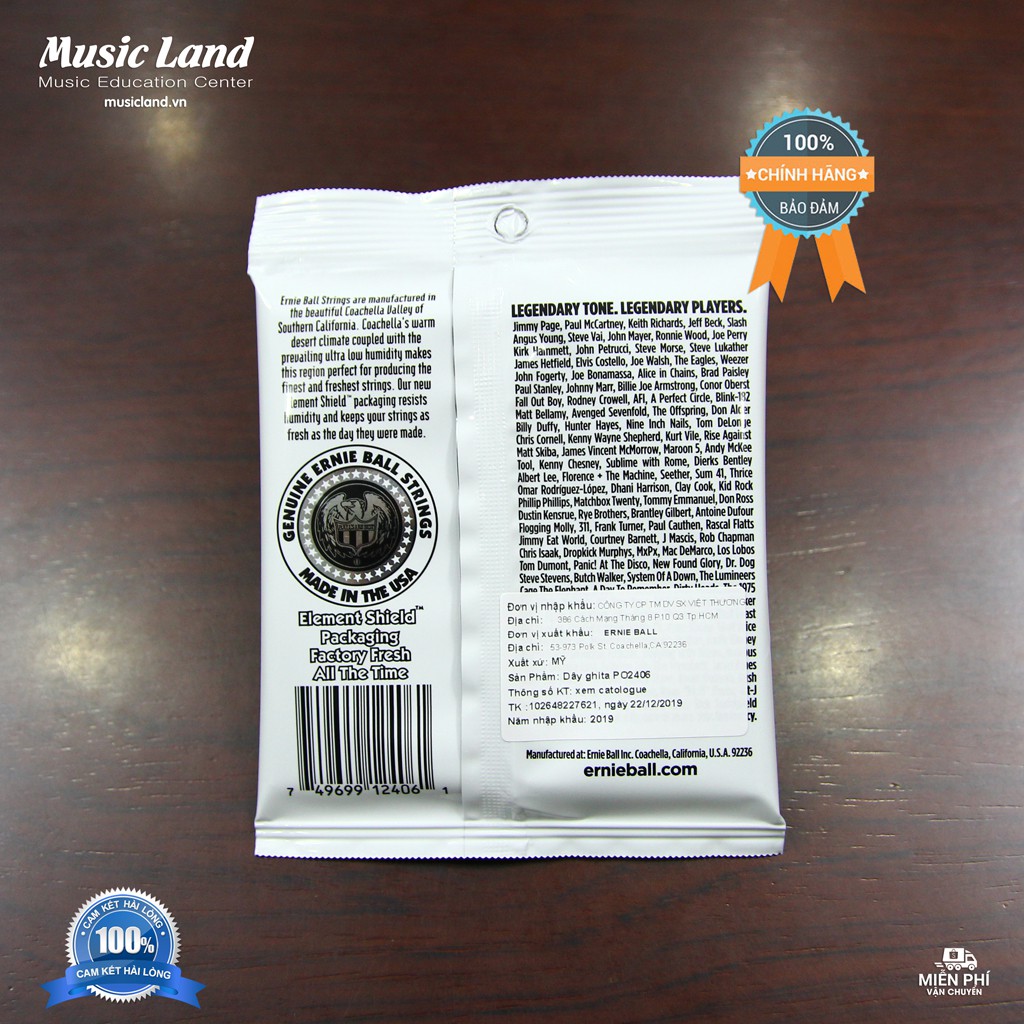 Music Land
Music Education Center
musicland.vn
100%
CHÍNH HÃNG
BẢO ĐẢM
Ernie Ball Strings are manufactured in
the beautiful Coachella Valley of
Southern California. Coachella's warm
desert climate coupled with the
prevailing ultra low humidity makes
this region perfect for producing the
finest and freshest strings. Our new
Element Shield™ packaging resists
humidity and keeps your strings as
fresh as the day they were made.
GENUINE ERNIE BALL STRINGS
MADE IN THE USA
Element Shield™
Packaging
Factory Fresh
All The Time
7 49699 12406 1
LEGENDARY TONE. LEGENDARY PLAYERS.
Jimmy Page, Paul McCartney, Keith Richards, Jeff Beck, Slash
Angus Young, Steve Vai, John Mayer, Ronnie Wood, Joe Perry
Kirk Hammett, John Petrucci, Steve Morse, Steve Lukather
James Hetfield, Elvis Costello, Joe Walsh, The Eagles, Weezer
John Fogerty, Joe Bonamassa, Alice in Chains, Brad Paisley
Paul Stanley, Johnny Marr, Billie Joe Armstrong, Conor Oberst
Fall Out Boy, Rodney Crowell, AFI, A Perfect Circle, Blink-182
Matt Bellamy, Avenged Sevenfold, The Offspring, Don Alder
Billy Duffy, Hunter Hayes, Nine Inch Nails, Tom DeLonge
Chris Cornell, Kenny Wayne Shepherd, Kurt Vile, Rise Against
Matt Skiba, James Vincent McMorrow, Maroon 5, Andy McKee
Tool, Kenny Chesney, Sublime with Rome, Dierks Bentley
Albert Lee, Florence + The Machine, Seether, Sum 41, Thrice
Omar Rodríguez-López, Dhani Harrison, Clay Cook, Kid Rock
Phillip Phillips, Matchbox Twenty, Tommy Emmanuel, Don Ross
Dustin Kensrue, Rye Brothers, Brantley Gilbert, Antoine Dufour
Flogging Molly, 311, Frank Turner, Paul Cauthen, Rascal Flatts
Jimmy Eat World, Courtney Barnett, J Mascis, Rob Chapman
Chris Isaak, Dropkick Murphys, MxPx, Mac DeMarco, Los Lobos
Tom Dumont, Panic! At The Disco, New Found Glory, Dr. Dog
Steve Stevens, Butch Walker, System Of A Down, The Lumineers
Cage The Elephant, A Day To Remember, Dirty Heads, The 1975
Đơn vị nhập khẩu: CÔNG TY CP TM DV SX VIỆT THƯƠNG
Địa chỉ: 386 Cách Mạng Tháng 8 P10 Q3 Tp.HCM
Đơn vị xuất khẩu: ERNIE BALL
Địa chỉ: 53-973 Polk St. Coachella,CA 92236
Xuất xứ: MỸ
Sản Phẩm: Dây ghita PO2406
Thông số KT: xem catologue
TK :102648227621, ngày 22/12/2019
Năm nhập khẩu: 2019
Manufactured at: Ernie Ball Inc. Coachella, California, U.S.A. 92236
ernieball.com
CAM KẾT HÀI LÒNG
100%
CAM KẾT HÀI LÒNG
MIỄN PHÍ
VẬN CHUYỂN